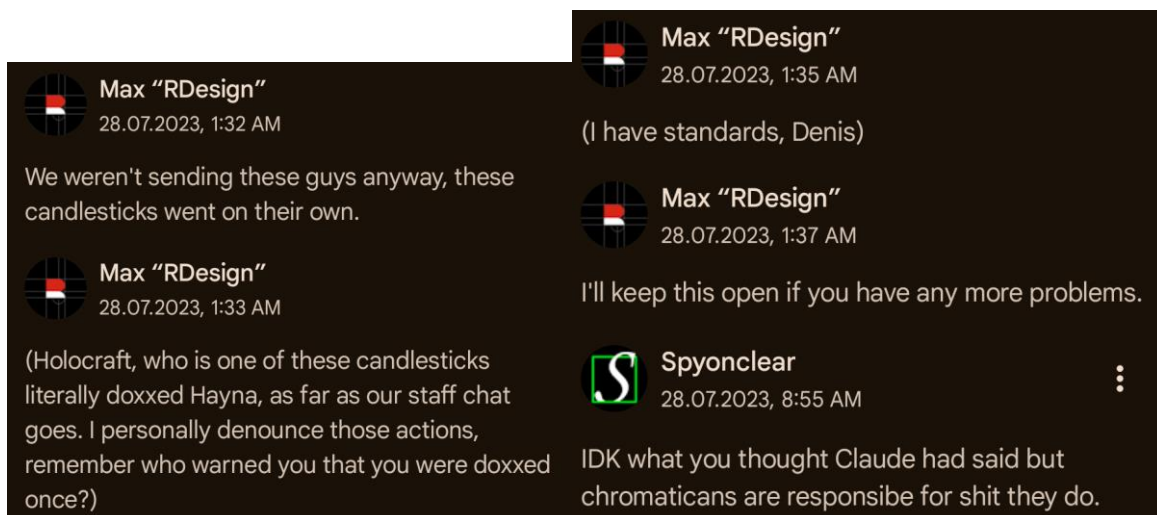 Max “RDesign”
28.07.2023, 1:32 AM
We weren't sending these guys anyway, these
candlesticks went on their own.
Max “RDesign”
28.07.2023, 1:33 AM
(Holocraft, who is one of these candlesticks
literally doxxed Hayna, as far as our staff chat
goes. I personally denounce those actions,
remember who warned you that you were doxxed
once?)
Max “RDesign”
28.07.2023, 1:35 AM
(I have standards, Denis)
Max “RDesign”
28.07.2023, 1:37 AM
I'll keep this open if you have any more problems.
S
Spyonclear
28.07.2023, 8:55 AM
IDK what you thought Claude had said but
chromaticans are responsibe for shit they do.